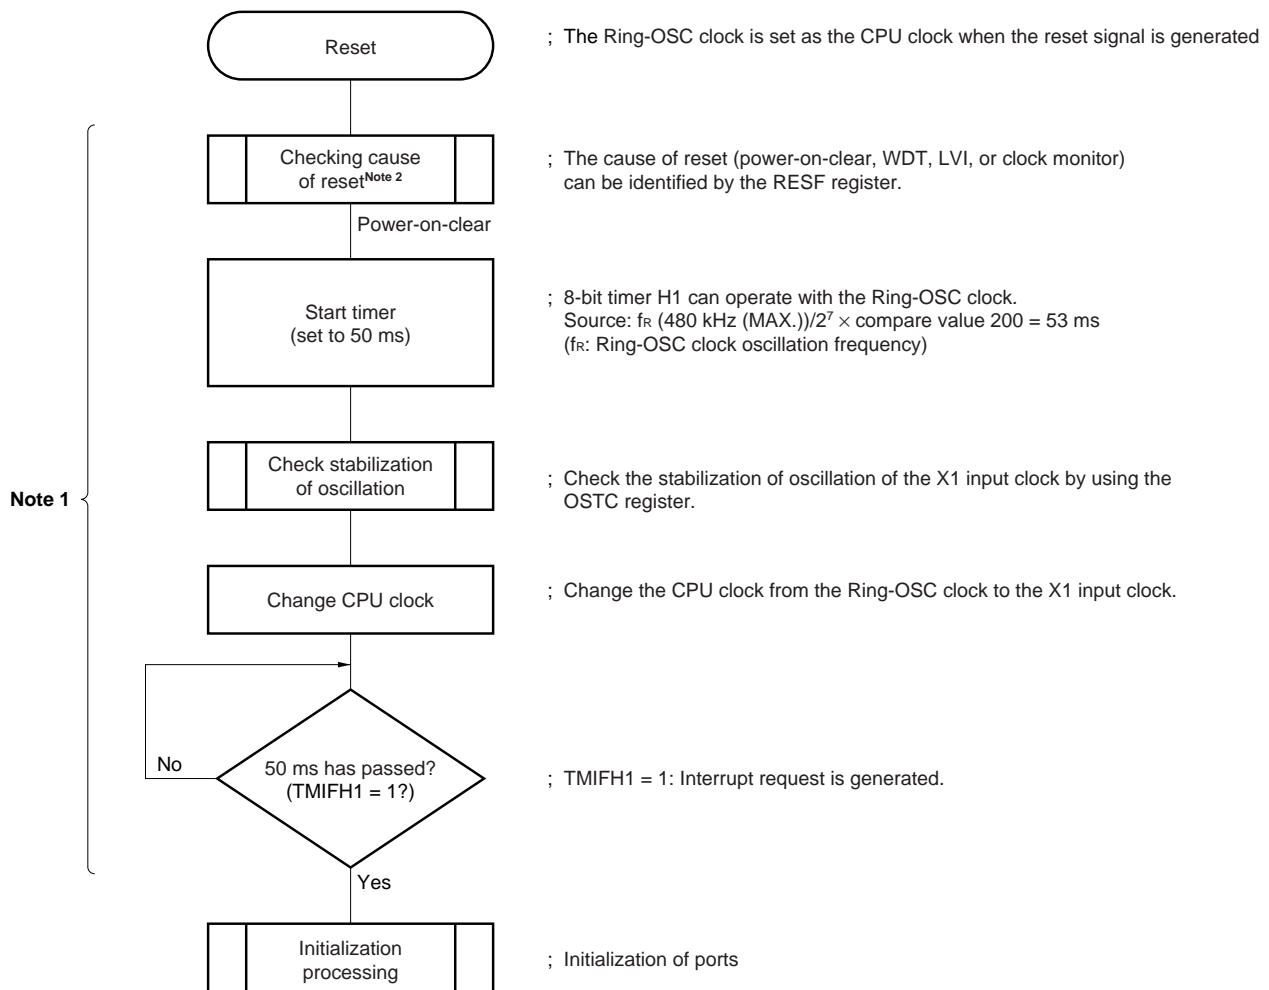 Reset
; The Ring-OSC clock is set as the CPU clock when the reset signal is generated
Checking cause
of reset Note 2
; The cause of reset (power-on-clear, WDT, LVI, or clock monitor)
can be identified by the RESF register.
Power-on-clear
Start timer
(set to 50 ms)
; 8-bit timer H1 can operate with the Ring-OSC clock.
Source: fR (480 kHz (MAX.))/2⁷ × compare value 200 = 53 ms
(fR: Ring-OSC clock oscillation frequency)
Note 1
Check stabilization
of oscillation
; Check the stabilization of oscillation of the X1 input clock by using the
OSTC register.
Change CPU clock
; Change the CPU clock from the Ring-OSC clock to the X1 input clock.
No
50 ms has passed?
(TMIFH1 = 1?)
; TMIFH1 = 1: Interrupt request is generated.
Yes
Initialization
processing
; Initialization of ports